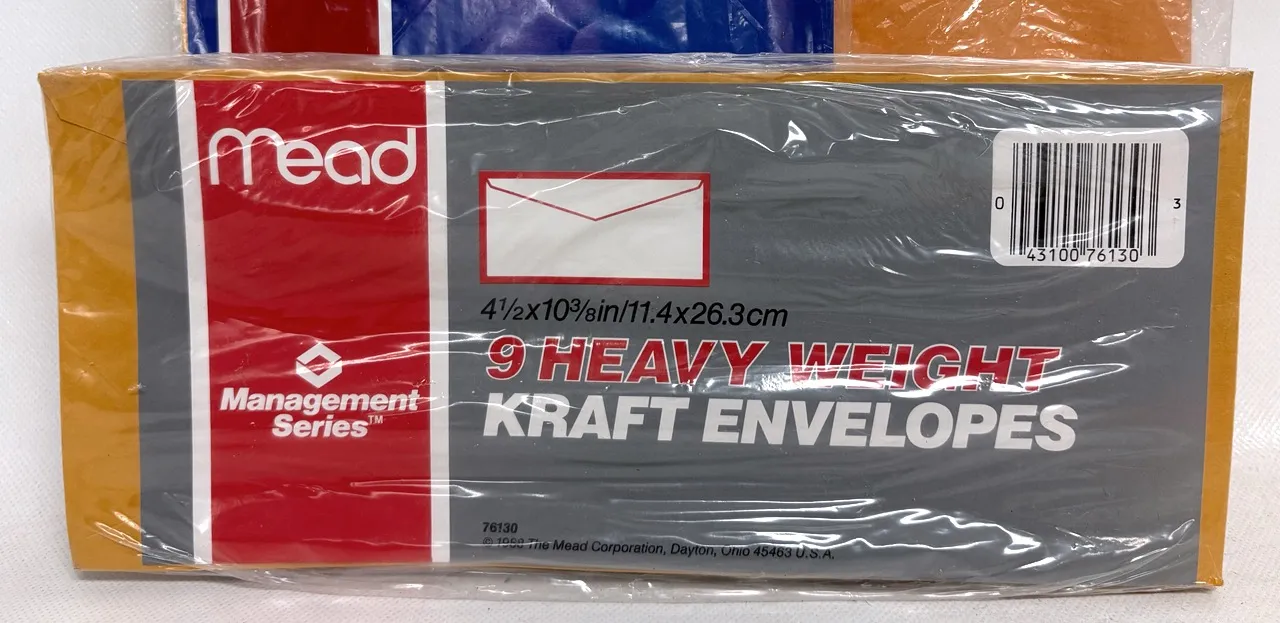 mead
Management
Series™
4½x10⅜in/11.4x26.3cm
9 HEAVY WEIGHT
KRAFT ENVELOPES
0 43100 76130 3
76130
© 1988 The Mead Corporation, Dayton, Ohio 45463 U.S.A.